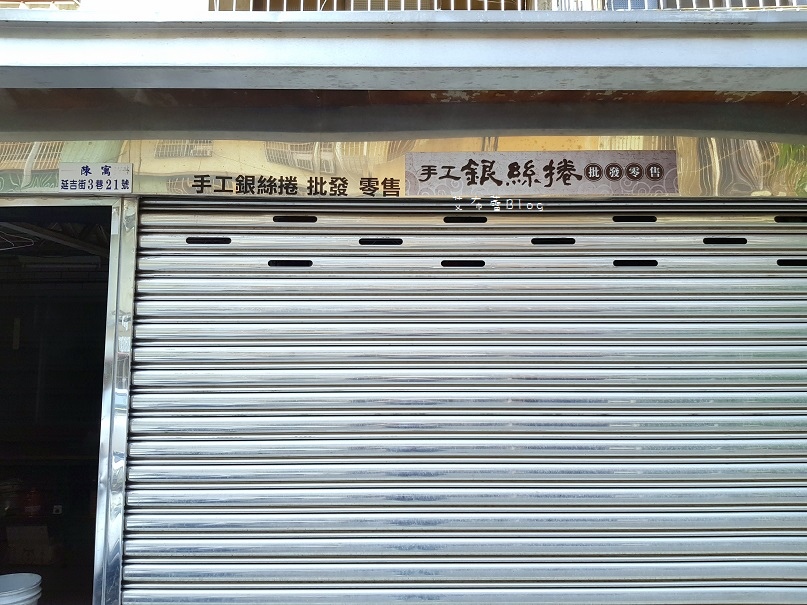 陳寓
延吉街3巷21號
手工銀絲捲 批發 零售
手工銀絲捲 批發零售